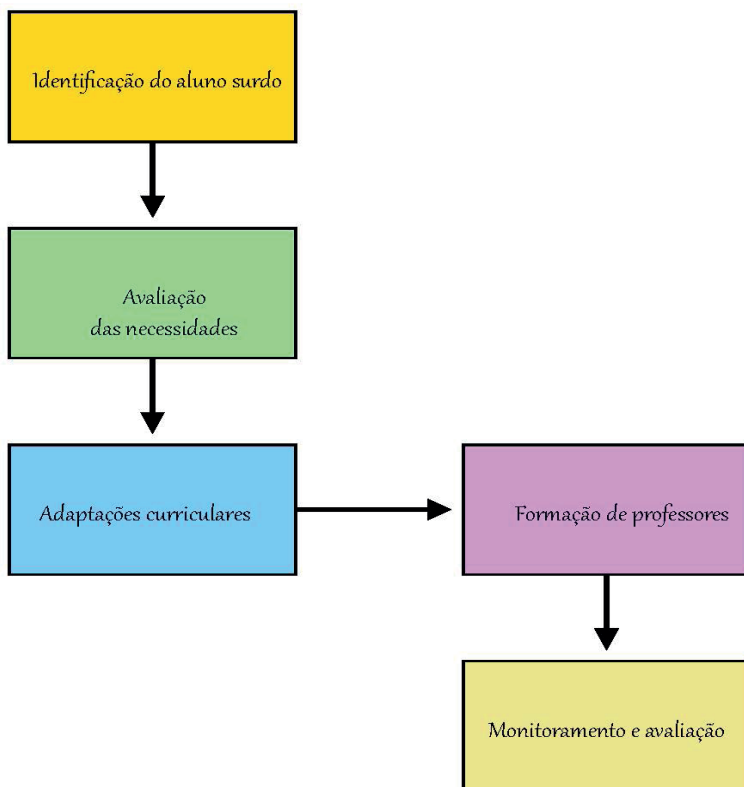 Identificação do aluno surdo
Avaliação
das necessidades
Adaptações curriculares
Formação de professores
Monitoramento e avaliação